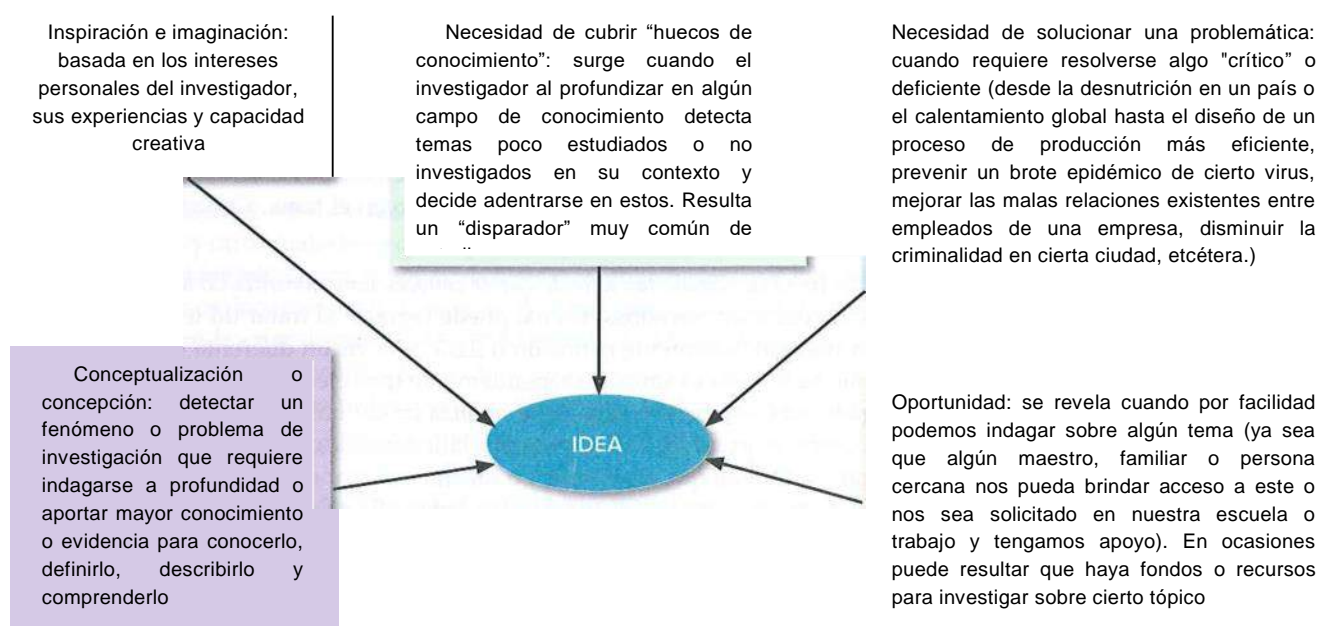 Inspiración e imaginación:
basada en los intereses
personales del investigador,
sus experiencias y capacidad
creativa
Necesidad de cubrir “huecos de
conocimiento”: surge cuando el
investigador al profundizar en algún
campo de conocimiento detecta
temas poco estudiados o no
investigados en su contexto y
decide adentrarse en estos. Resulta
un “disparador” muy común de
Necesidad de solucionar una problemática:
cuando requiere resolverse algo "crítico” o
deficiente (desde la desnutrición en un país o
el calentamiento global hasta el diseño de un
proceso de producción más eficiente,
prevenir un brote epidémico de cierto virus,
mejorar las malas relaciones existentes entre
empleados de una empresa, disminuir la
criminalidad en cierta ciudad, etcétera.)
Conceptualización o
concepción: detectar un
fenómeno o problema de
investigación que requiere
indagarse a profundidad o
aportar mayor conocimiento
o evidencia para conocerlo,
definirlo, describirlo y
comprenderlo
IDEA
Oportunidad: se revela cuando por facilidad
podemos indagar sobre algún tema (ya sea
que algún maestro, familiar o persona
cercana nos pueda brindar acceso a este o
nos sea solicitado en nuestra escuela o
trabajo y tengamos apoyo). En ocasiones
puede resultar que haya fondos o recursos
para investigar sobre cierto tópico